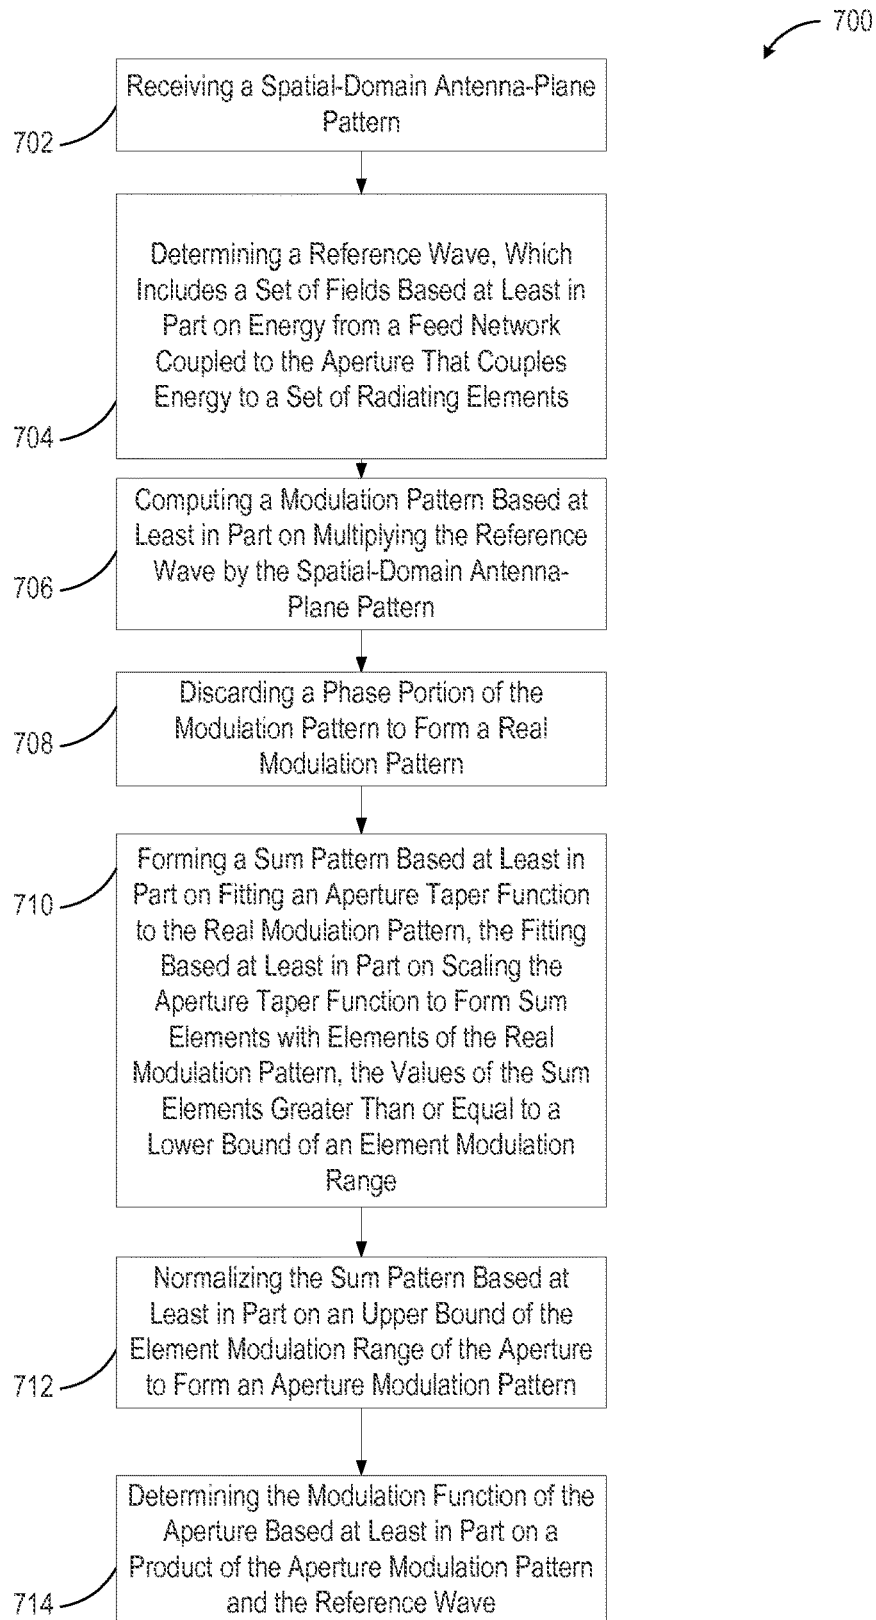 700
Receiving a Spatial-Domain Antenna-Plane
Pattern
702
Determining a Reference Wave, Which
Includes a Set of Fields Based at Least in
Part on Energy from a Feed Network
Coupled to the Aperture That Couples
Energy to a Set of Radiating Elements
704
Computing a Modulation Pattern Based at
Least in Part on Multiplying the Reference
Wave by the Spatial-Domain Antenna-
Plane Pattern
706
Discarding a Phase Portion of the
Modulation Pattern to Form a Real
Modulation Pattern
708
Forming a Sum Pattern Based at Least in
Part on Fitting an Aperture Taper Function
to the Real Modulation Pattern, the Fitting
Based at Least in Part on Scaling the
Aperture Taper Function to Form Sum
Elements with Elements of the Real
Modulation Pattern, the Values of the Sum
Elements Greater Than or Equal to a
Lower Bound of an Element Modulation
Range
710
Normalizing the Sum Pattern Based at
Least in Part on an Upper Bound of the
Element Modulation Range of the Aperture
to Form an Aperture Modulation Pattern
712
Determining the Modulation Function of the
Aperture Based at Least in Part on a
Product of the Aperture Modulation Pattern
and the Reference Wave
714